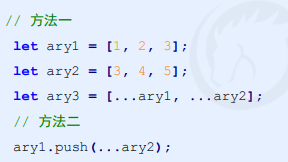 // 方法一
let ary1 = [1, 2, 3];
let ary2 = [3, 4, 5];
let ary3 = [...ary1, ...ary2];
// 方法二
ary1.push(...ary2);